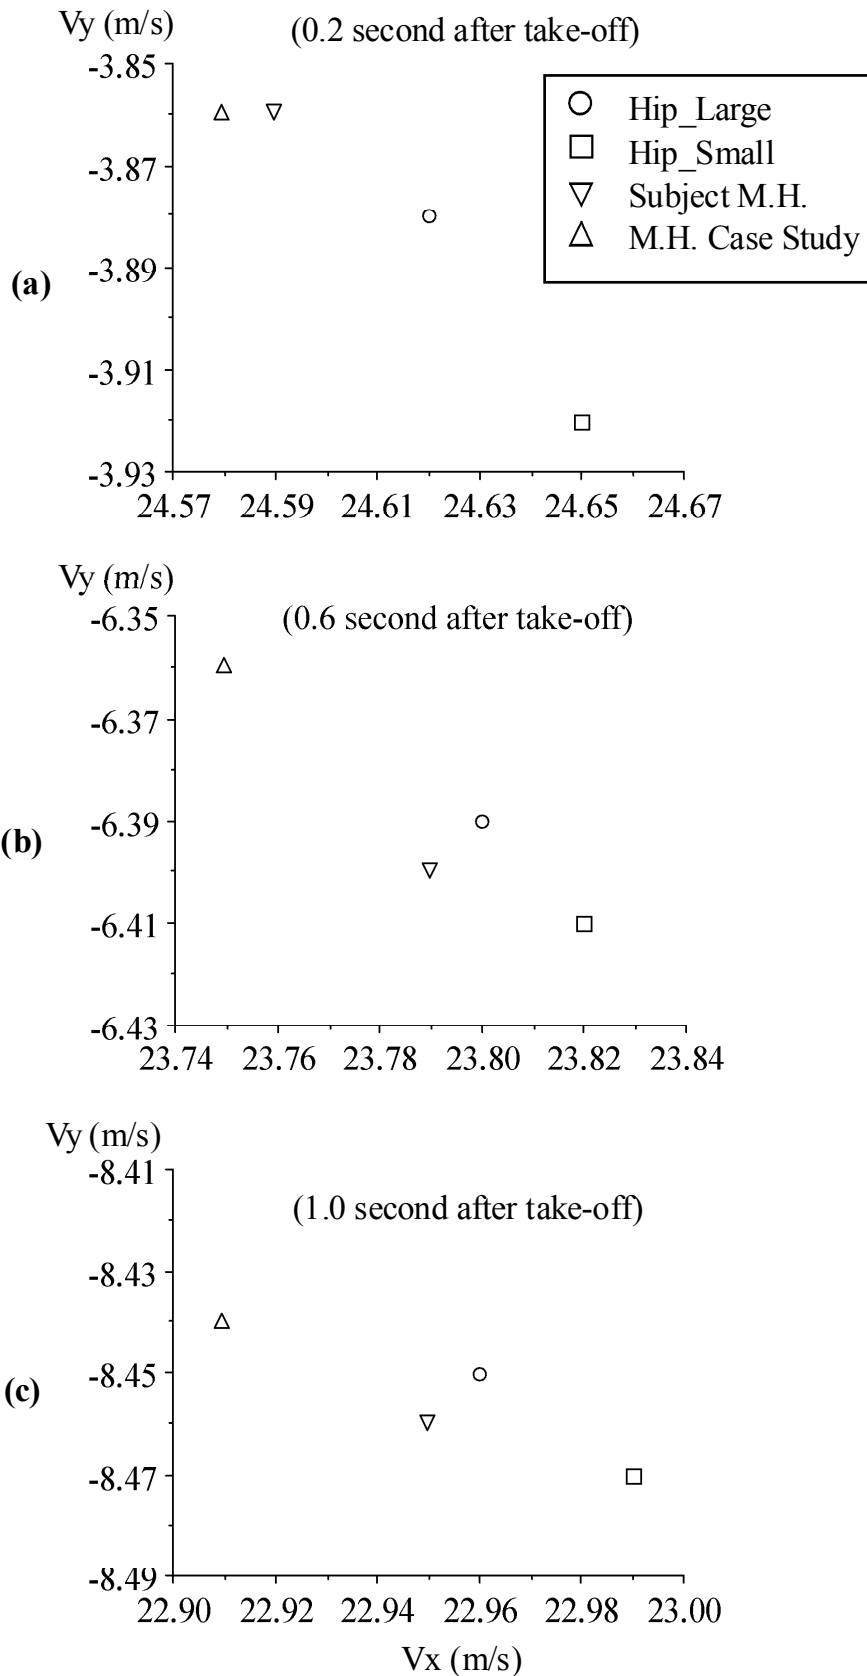 Vy (m/s)
(0.2 second after take-off)
-3.85
-3.87
-3.89
-3.91
-3.93
Hip_Large
Hip_Small
Subject M.H.
M.H. Case Study
(a)
24.57 24.59 24.61 24.63 24.65 24.67
Vy (m/s)
(0.6 second after take-off)
-6.35
-6.37
-6.39
-6.41
-6.43
(b)
23.74 23.76 23.78 23.80 23.82 23.84
Vy (m/s)
(1.0 second after take-off)
-8.41
-8.43
-8.45
-8.47
-8.49
(c)
22.90 22.92 22.94 22.96 22.98 23.00
Vx (m/s)